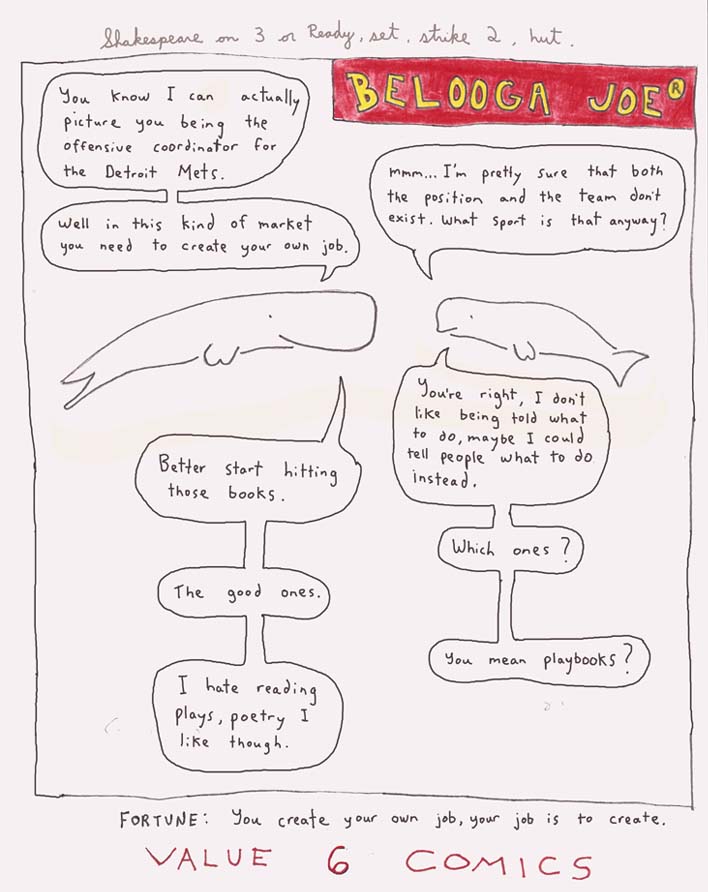 Shakespeare on 3 or Ready, set, strike 2, hut.
BELOOGA JOE®
You know I can actually
picture you being the
offensive coordinator for
the Detroit Mets.
mmm... I'm pretty sure that both
the position and the team don't
exist. What sport is that anyway?
Well in this kind of market
you need to create your own job.
You're right, I don't
like being told what
to do, maybe I could
tell people what to do
instead.
Better start hitting
those books.
Which ones?
The good ones.
You mean playbooks?
I hate reading
plays, poetry I
like though.
FORTUNE: You create your own job, your job is to create.
VALUE 6 COMICS